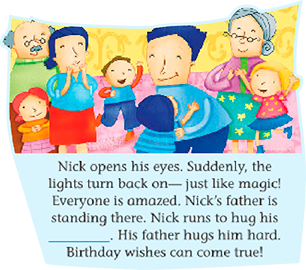 Nick opens his eyes. Suddenly, the
lights turn back on— just like magic!
Everyone is amazed. Nick's father is
standing there. Nick runs to hug his
________. His father hugs him hard.
Birthday wishes can come true!